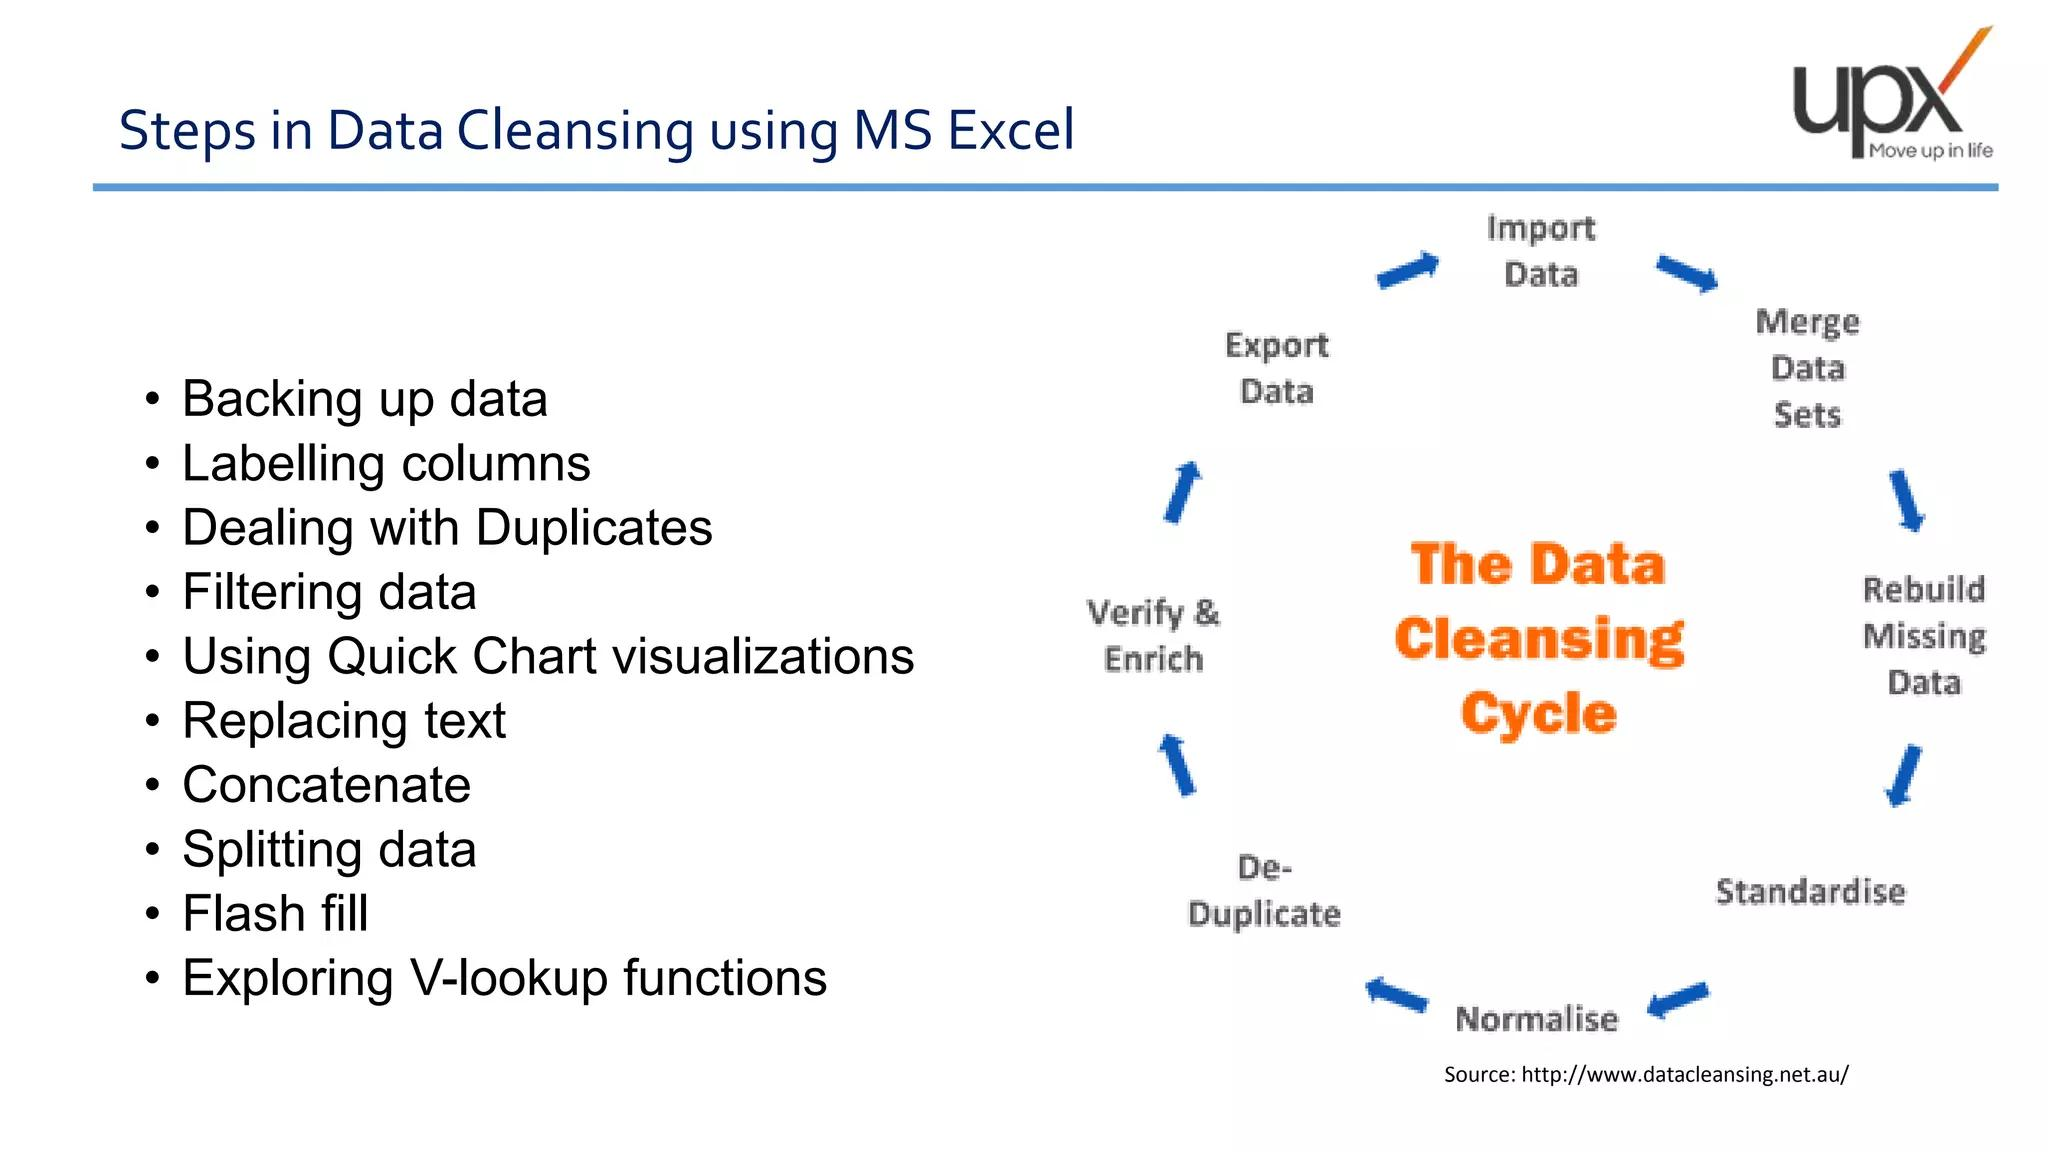 Steps in Data Cleansing using MS Excel
upx
Move up in life
• Backing up data
• Labelling columns
• Dealing with Duplicates
• Filtering data
• Using Quick Chart visualizations
• Replacing text
• Concatenate
• Splitting data
• Flash fill
• Exploring V-lookup functions
Import
Data
Merge
Data
Sets
Rebuild
Missing
Data
Standardise
Normalise
De-
Duplicate
Verify &
Enrich
Export
Data
The Data
Cleansing
Cycle
Source: http://www.datacleansing.net.au/